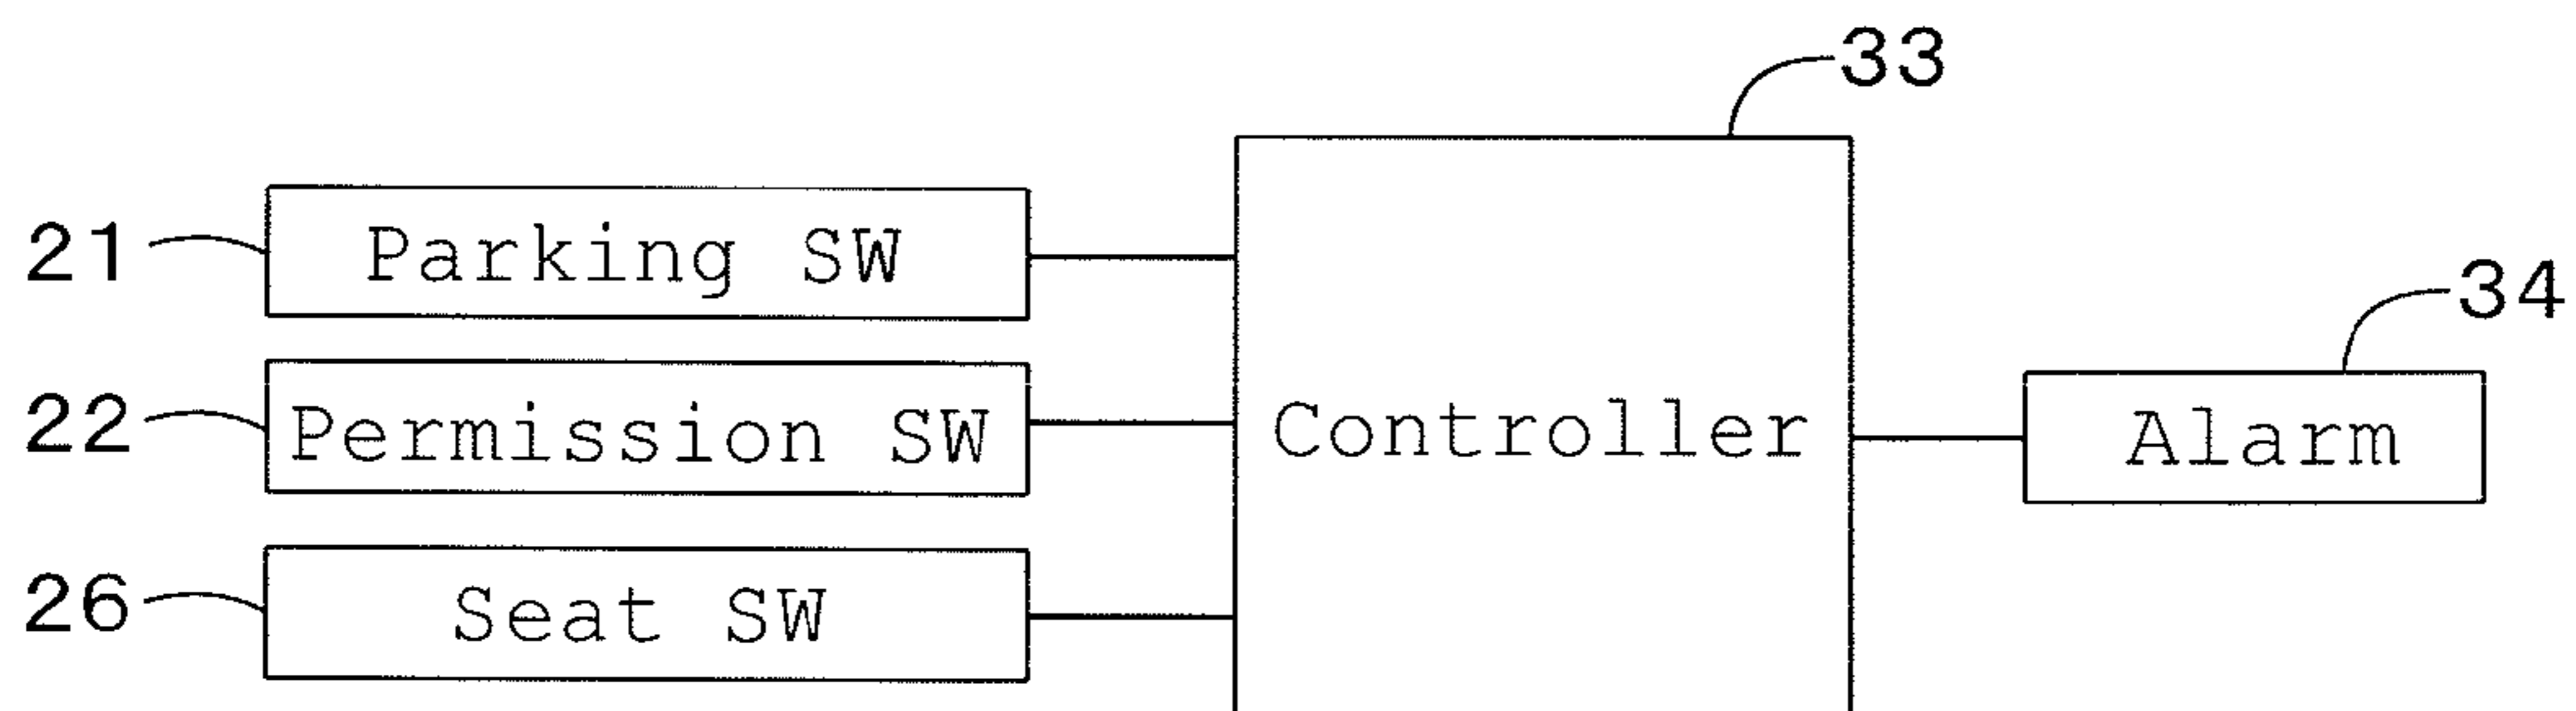 33
21 Parking SW
34
22 Permission SW Controller Alarm
26 Seat SW